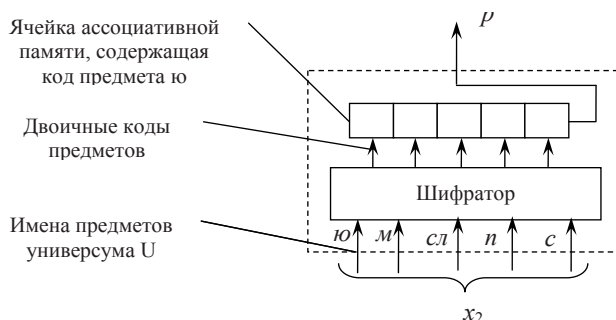 Ячейка ассоциативной
памяти, содержащая
код предмета ю
p
Двоичные коды
предметов
Шифратор
Имена предметов
универсума U
ю м сл п с
x₂